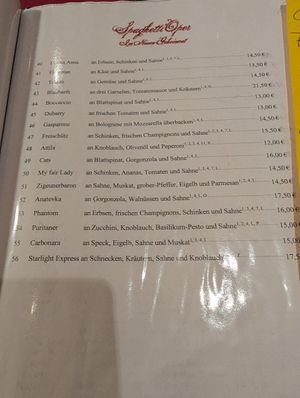 Spaghetti Oper
40 Donna Anna an Erbsen, Schinken und Sahne 14,50 €
41 an Käse und Sahne 13,50 €
42 an Gemüse und Sahne 14,50 €
43 Blaubarth an drei Garnelen, Tomatensauce und Kräutern 21,50 €
44 Boccaccio an Blattspinat und Sahne 13,00 €
45 Dubarry an frischen Tomaten und Sahne 14,50 €
46 Gasparone an Bolognese mit Mozzarella überbacken 14,50 €
47 Freischütz an Schinken, frischen Champignons und Sahne 15,50 €
48 Attila an Knoblauch, Olivenöl und Peperoni 12,00 €
49 Cats an Blattspinat, Gorgonzola und Sahne 16,00 €
50 My fair Lady an Schinken, Ananas, Tomaten und Sahne 14,50 €
51 Zigeunerbaron an Sahne, Muskat, grober-Pfeffer, Eigelb und Parmesan 14,50 €
52 Anatevka an Gorgonzola, Walnüssen und Sahne 17,50 €
53 Phantom an Erbsen, frischen Champignons, Schinken und Sahne 16,00 €
54 Puritaner an Zucchini, Knoblauch, Basilikum-Pesto und Sahne 15,00
55 Carbonara an Speck, Eigelb, Sahne und Muskat 15,00
56 Starlight Express an Schnecken, Kräutern, Sahne und Knoblauch 17,5